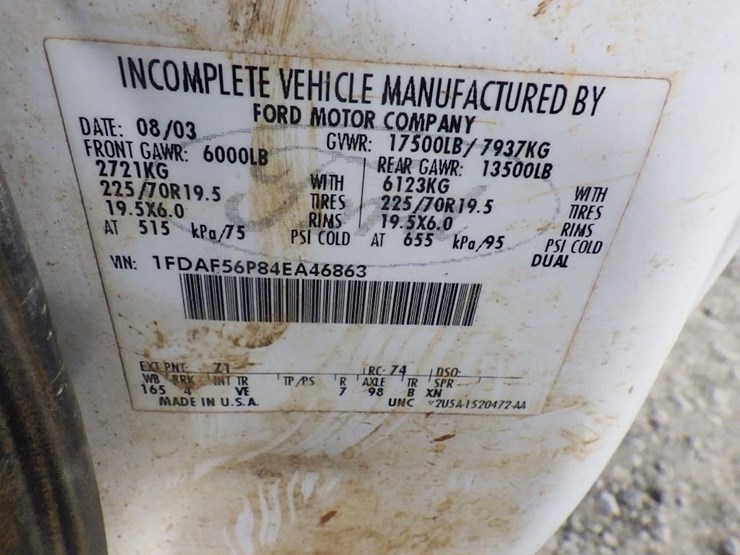 INCOMPLETE VEHICLE MANUFACTURED BY
FORD MOTOR COMPANY
DATE: 08/03 GVWR: 17500LB/7937KG
FRONT GAWR: 6000LB REAR GAWR: 13500LB
2721KG WITH 6123KG WITH
225/70R19.5 TIRES 225/70R19.5 TIRES
19.5X6.0 RIMS 19.5X6.0 RIMS
AT 515 kPa/75 PSI COLD AT 655 kPa/95 PSI COLD
DUAL
VIN: 1FDAF56P84EA46863
EXT PNT: Z1 RC: 74 DSO:
WB BRK INT TR TP/PS R AXLE TR SPR
165 4 VE 7 98 B XN
MADE IN U.S.A. UNC 2U5A-1520472-AA
Ford